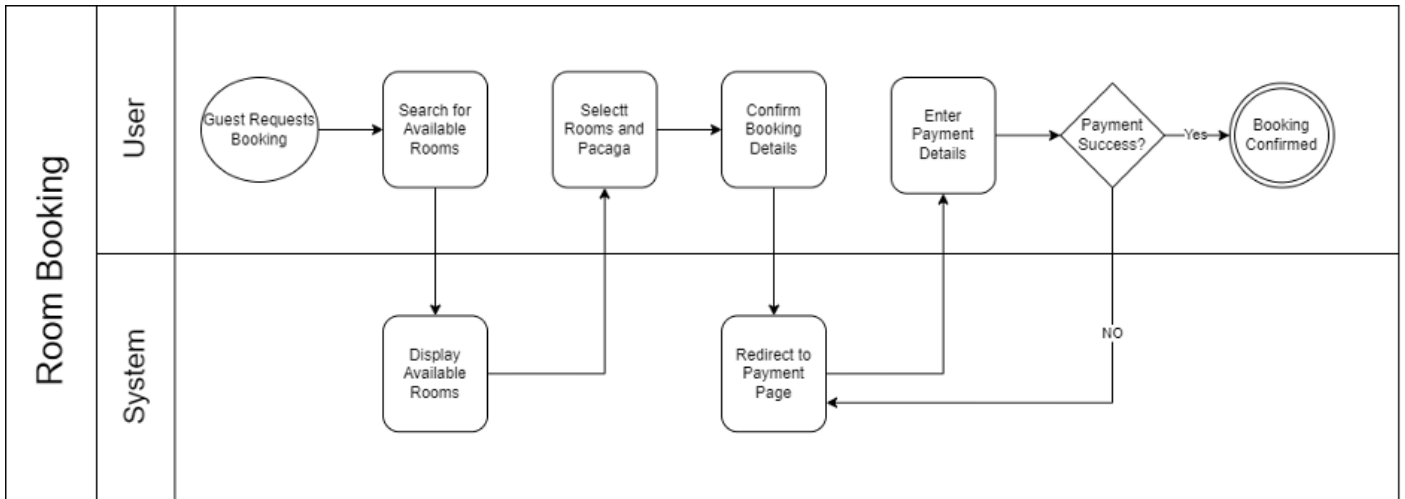 Room Booking
User
Guest Requests
Booking
Search for
Available
Rooms
Selectt
Rooms and
Pacaga
Confirm
Booking
Details
Enter
Payment
Details
Payment
Success?
Yes
Booking
Confirmed
System
Display
Available
Rooms
Redirect to
Payment
Page
NO